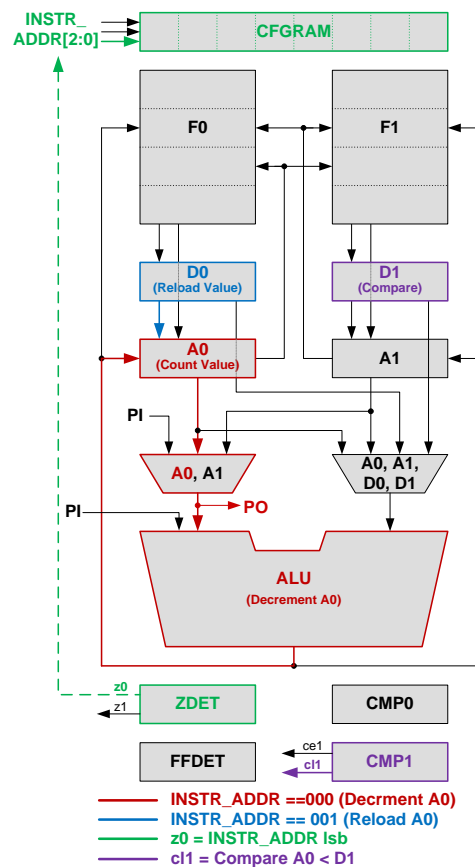 INSTR_
ADDR[2:0]
CFGRAM
F0
F1
D0
(Reload Value)
D1
(Compare)
A0
(Count Value)
A1
PI
A0, A1
A0, A1,
D0, D1
PI
PO
ALU
(Decrement A0)
z0
z1
ZDET
CMP0
FFDET
ce1
cl1
CMP1
INSTR_ADDR ==000 (Decrment A0)
INSTR_ADDR == 001 (Reload A0)
z0 = INSTR_ADDR lsb
cl1 = Compare A0 < D1